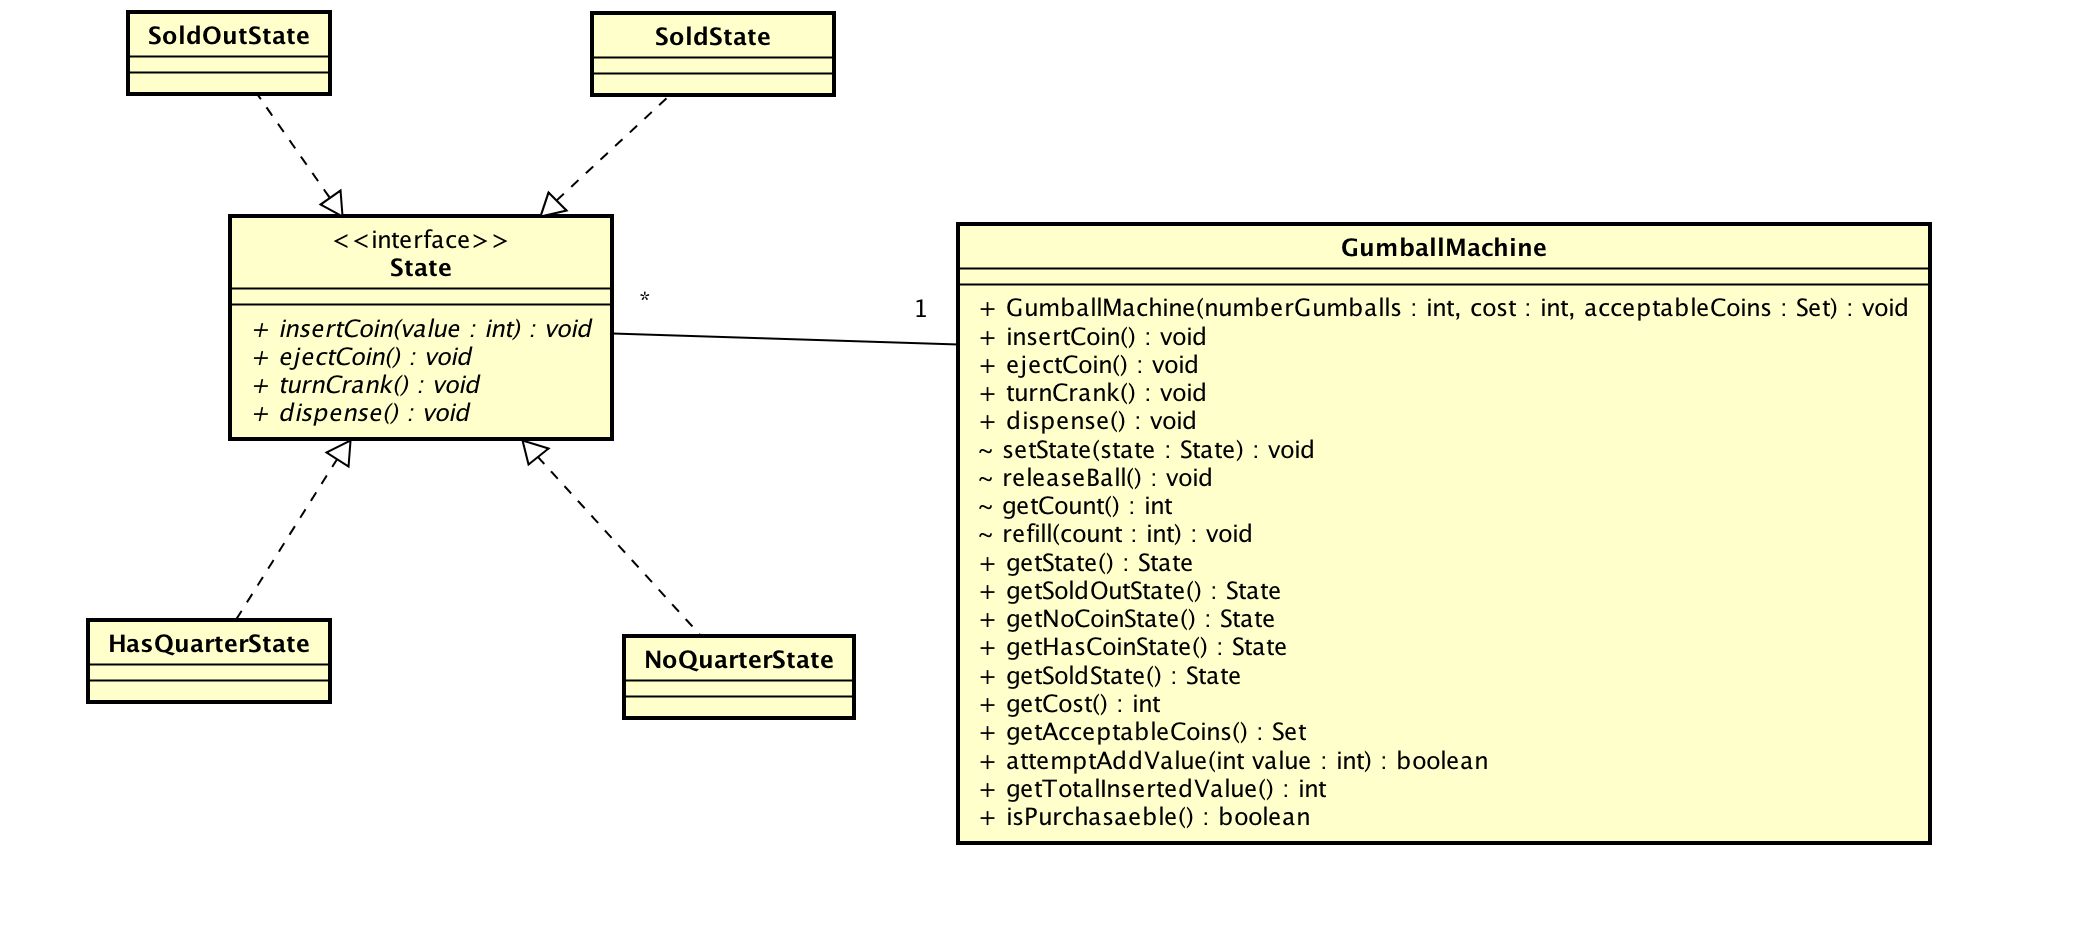 SoldOutState
SoldState
<<interface>>
State
+ insertCoin(value : int) : void
+ ejectCoin() : void
+ turnCrank() : void
+ dispense() : void
*
1
GumballMachine
+ GumballMachine(numberGumballs : int, cost : int, acceptableCoins : Set) : void
+ insertCoin() : void
+ ejectCoin() : void
+ turnCrank() : void
+ dispense() : void
~ setState(state : State) : void
~ releaseBall() : void
~ getCount() : int
~ refill(count : int) : void
+ getState() : State
+ getSoldOutState() : State
+ getNoCoinState() : State
+ getHasCoinState() : State
+ getSoldState() : State
+ getCost() : int
+ getAcceptableCoins() : Set
+ attemptAddValue(int value : int) : boolean
+ getTotalInsertedValue() : int
+ isPurchasaeble() : boolean
HasQuarterState
NoQuarterState